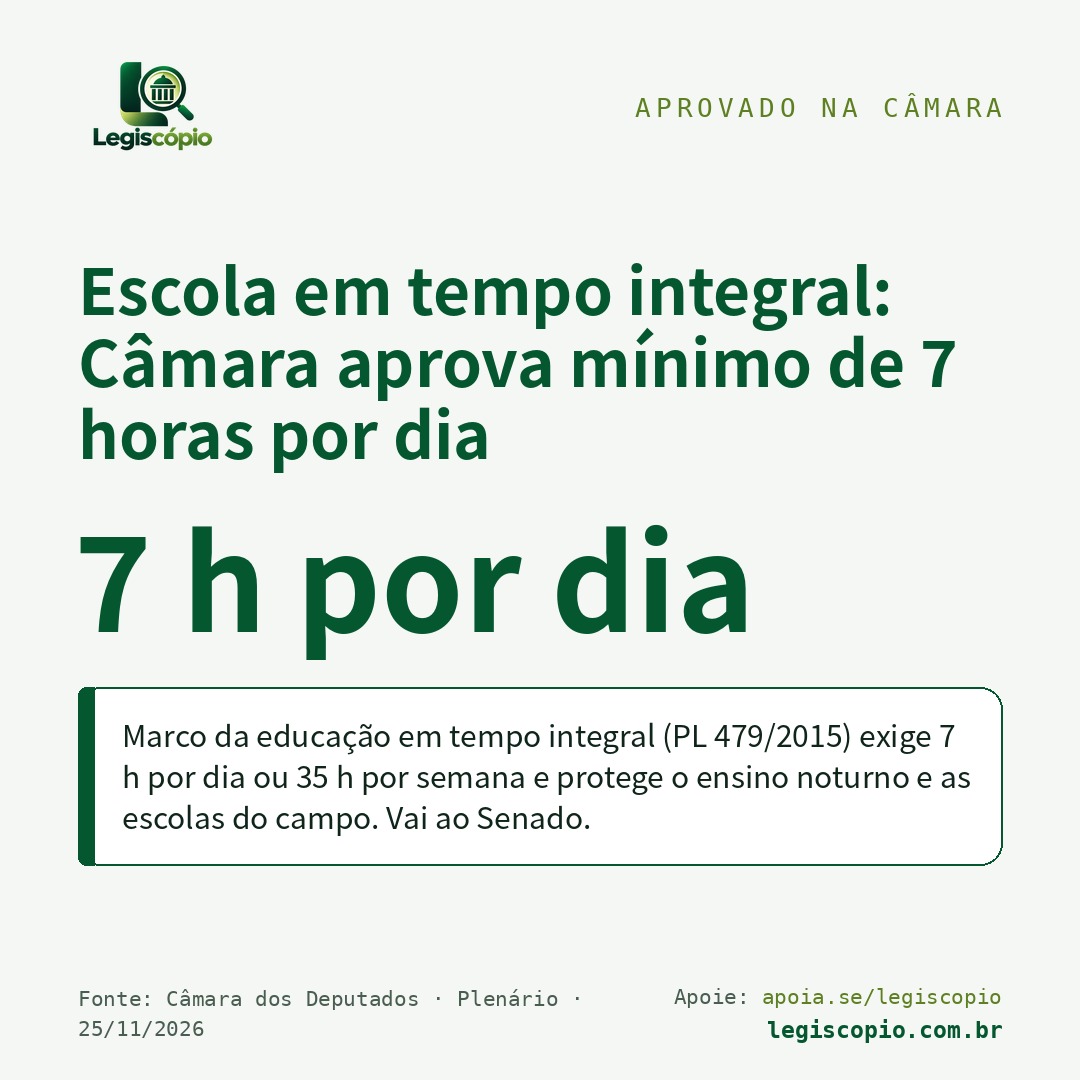 Legiscópio
APROVADO NA CÂMARA
Escola em tempo integral:
Câmara aprova mínimo de 7
horas por dia
7 h por dia
Marco da educação em tempo integral (PL 479/2015) exige 7
h por dia ou 35 h por semana e protege o ensino noturno e as
escolas do campo. Vai ao Senado.
Fonte: Câmara dos Deputados · Plenário ·
25/11/2026
Apoie: apoia.se/legiscopio
legiscopio.com.br